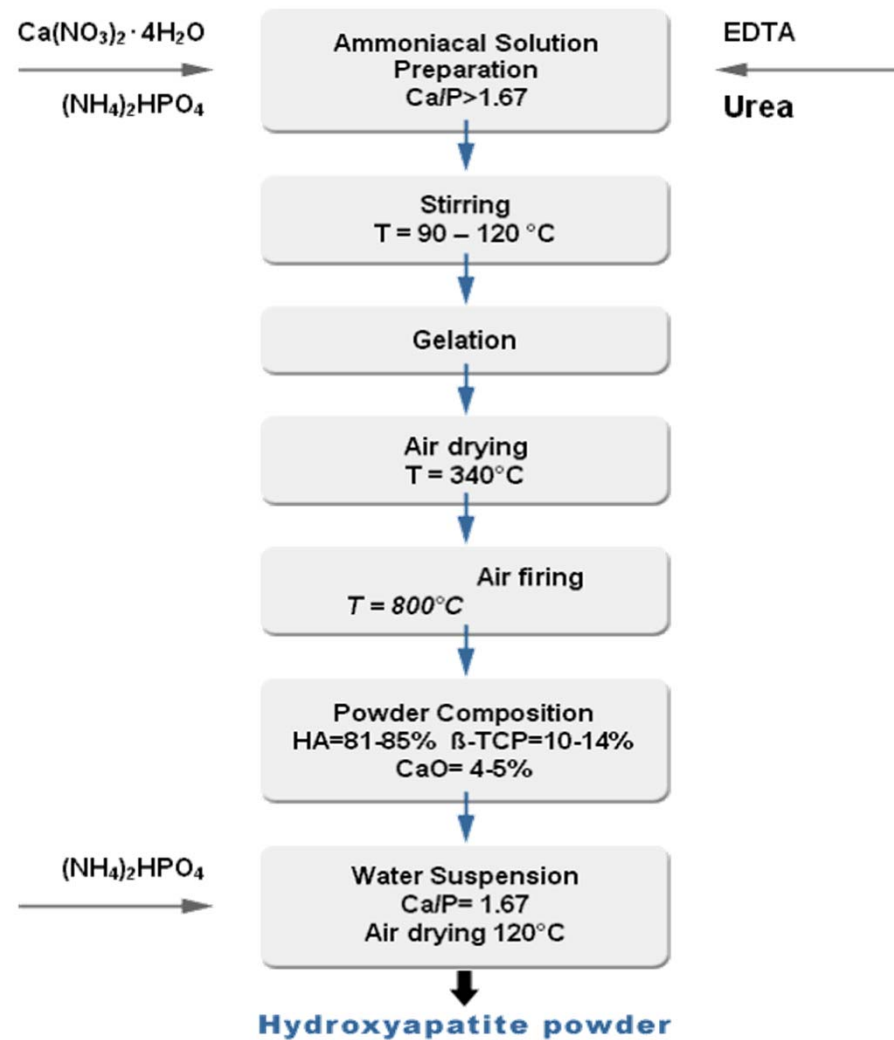 Ca(NO₃)₂ · 4H₂O
(NH₄)₂HPO₄
EDTA
Urea
Ammoniacal Solution
Preparation
Ca/P>1.67
Stirring
T = 90 – 120 °C
Gelation
Air drying
T = 340°C
Air firing
T = 800°C
Powder Composition
HA=81-85% ß-TCP=10-14%
CaO= 4-5%
(NH₄)₂HPO₄
Water Suspension
Ca/P= 1.67
Air drying 120°C
Hydroxyapatite powder